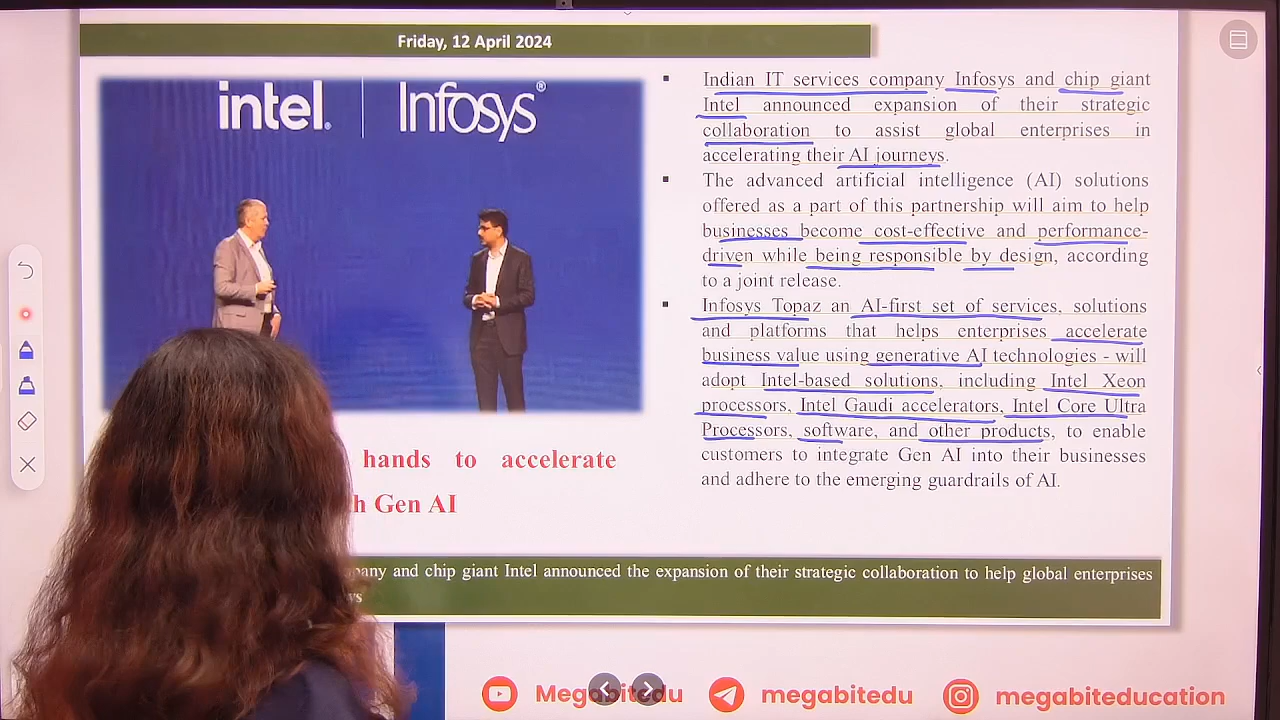 Friday, 12 April 2024
intel. | Infosys®
hands to accelerate
h Gen AI
▪ Indian IT services company Infosys and chip giant
Intel announced expansion of their strategic
collaboration to assist global enterprises in
accelerating their AI journeys.
▪ The advanced artificial intelligence (AI) solutions
offered as a part of this partnership will aim to help
businesses become cost-effective and performance-
driven while being responsible by design, according
to a joint release.
▪ Infosys Topaz an AI-first set of services, solutions
and platforms that helps enterprises accelerate
business value using generative AI technologies - will
adopt Intel-based solutions, including Intel Xeon
processors, Intel Gaudi accelerators, Intel Core Ultra
Processors, software, and other products, to enable
customers to integrate Gen AI into their businesses
and adhere to the emerging guardrails of AI.
pany and chip giant Intel announced the expansion of their strategic collaboration to help global enterprises
ys
Megabitedu megabitedu megabiteducation